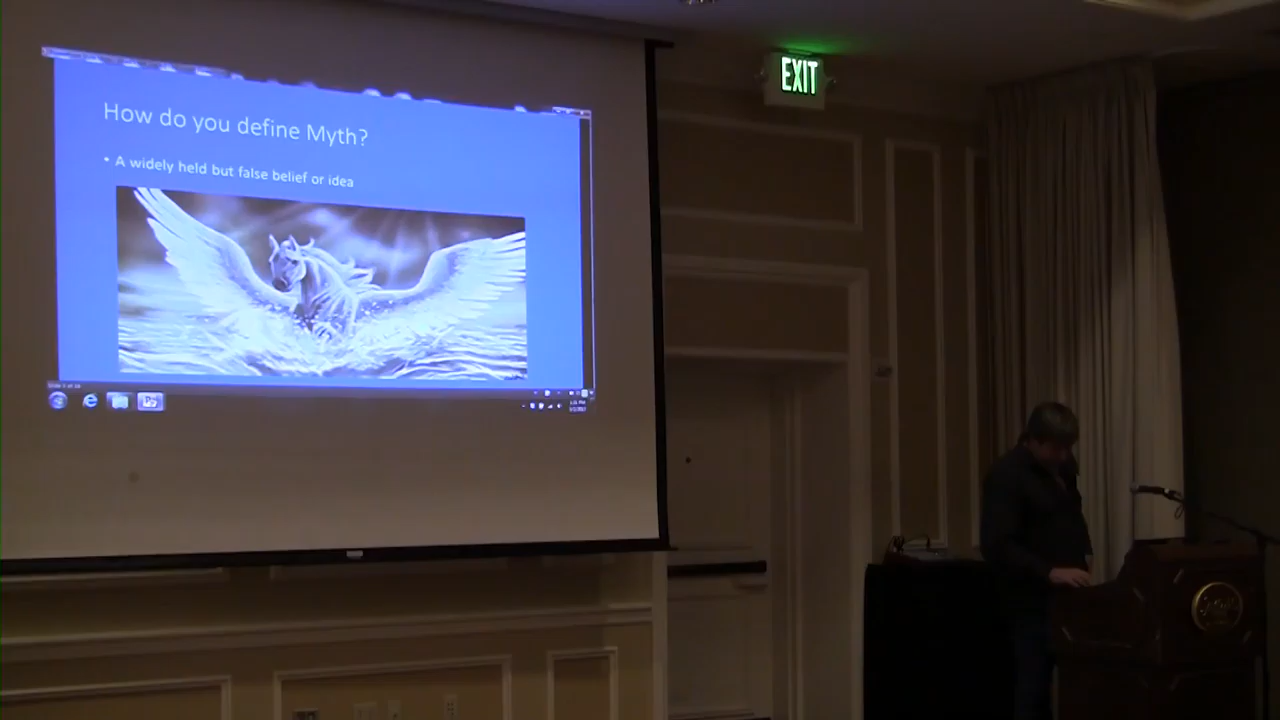 How do you define Myth?
• A widely held but false belief or idea
EXIT